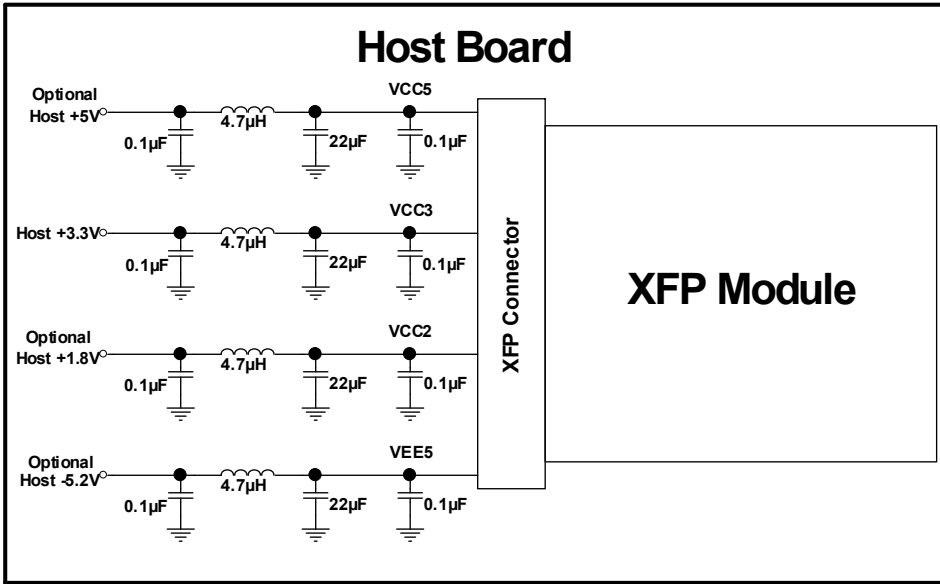 Host Board
Optional
Host +5V
0.1µF
4.7µH
22µF
VCC5
0.1µF
Host +3.3V
0.1µF
4.7µH
22µF
VCC3
0.1µF
Optional
Host +1.8V
0.1µF
4.7µH
22µF
VCC2
0.1µF
Optional
Host -5.2V
0.1µF
4.7µH
22µF
VEE5
0.1µF
XFP Connector
XFP Module